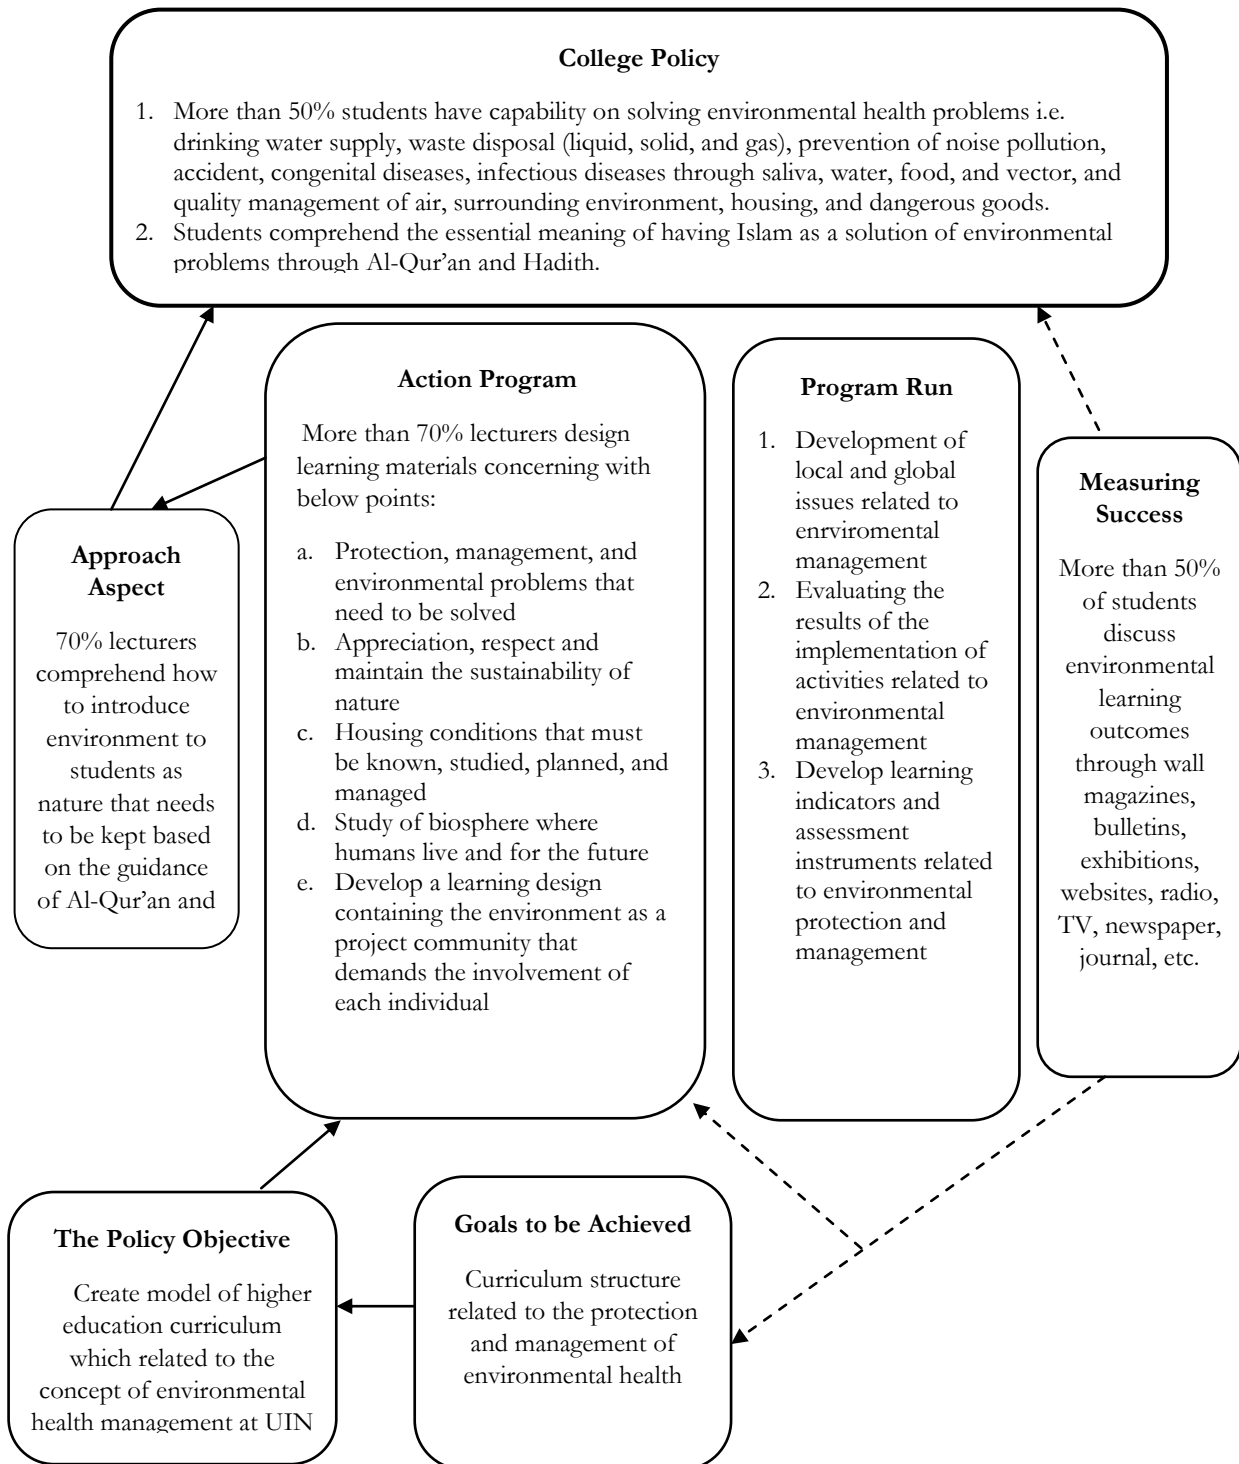 College Policy
1. More than 50% students have capability on solving environmental health problems i.e.
drinking water supply, waste disposal (liquid, solid, and gas), prevention of noise pollution,
accident, congenital diseases, infectious diseases through saliva, water, food, and vector, and
quality management of air, surrounding environment, housing, and dangerous goods.
2. Students comprehend the essential meaning of having Islam as a solution of environmental
problems through Al-Qur’an and Hadith.
Approach
Aspect
70% lecturers
comprehend how
to introduce
environment to
students as
nature that needs
to be kept based
on the guidance
of Al-Qur’an and
Action Program
More than 70% lecturers design
learning materials concerning with
below points:
a. Protection, management, and
environmental problems that
need to be solved
b. Appreciation, respect and
maintain the sustainability of
nature
c. Housing conditions that must
be known, studied, planned, and
managed
d. Study of biosphere where
humans live and for the future
e. Develop a learning design
containing the environment as a
project community that
demands the involvement of
each individual
Program Run
1. Development of
local and global
issues related to
enrviromental
management
2. Evaluating the
results of the
implementation of
activities related to
environmental
management
3. Develop learning
indicators and
assessment
instruments related
to environmental
protection and
management
Measuring
Success
More than 50%
of students
discuss
environmental
learning
outcomes
through wall
magazines,
bulletins,
exhibitions,
websites, radio,
TV, newspaper,
journal, etc.
The Policy Objective
Create model of higher
education curriculum
which related to the
concept of environmental
health management at UIN
Goals to be Achieved
Curriculum structure
related to the protection
and management of
environmental health